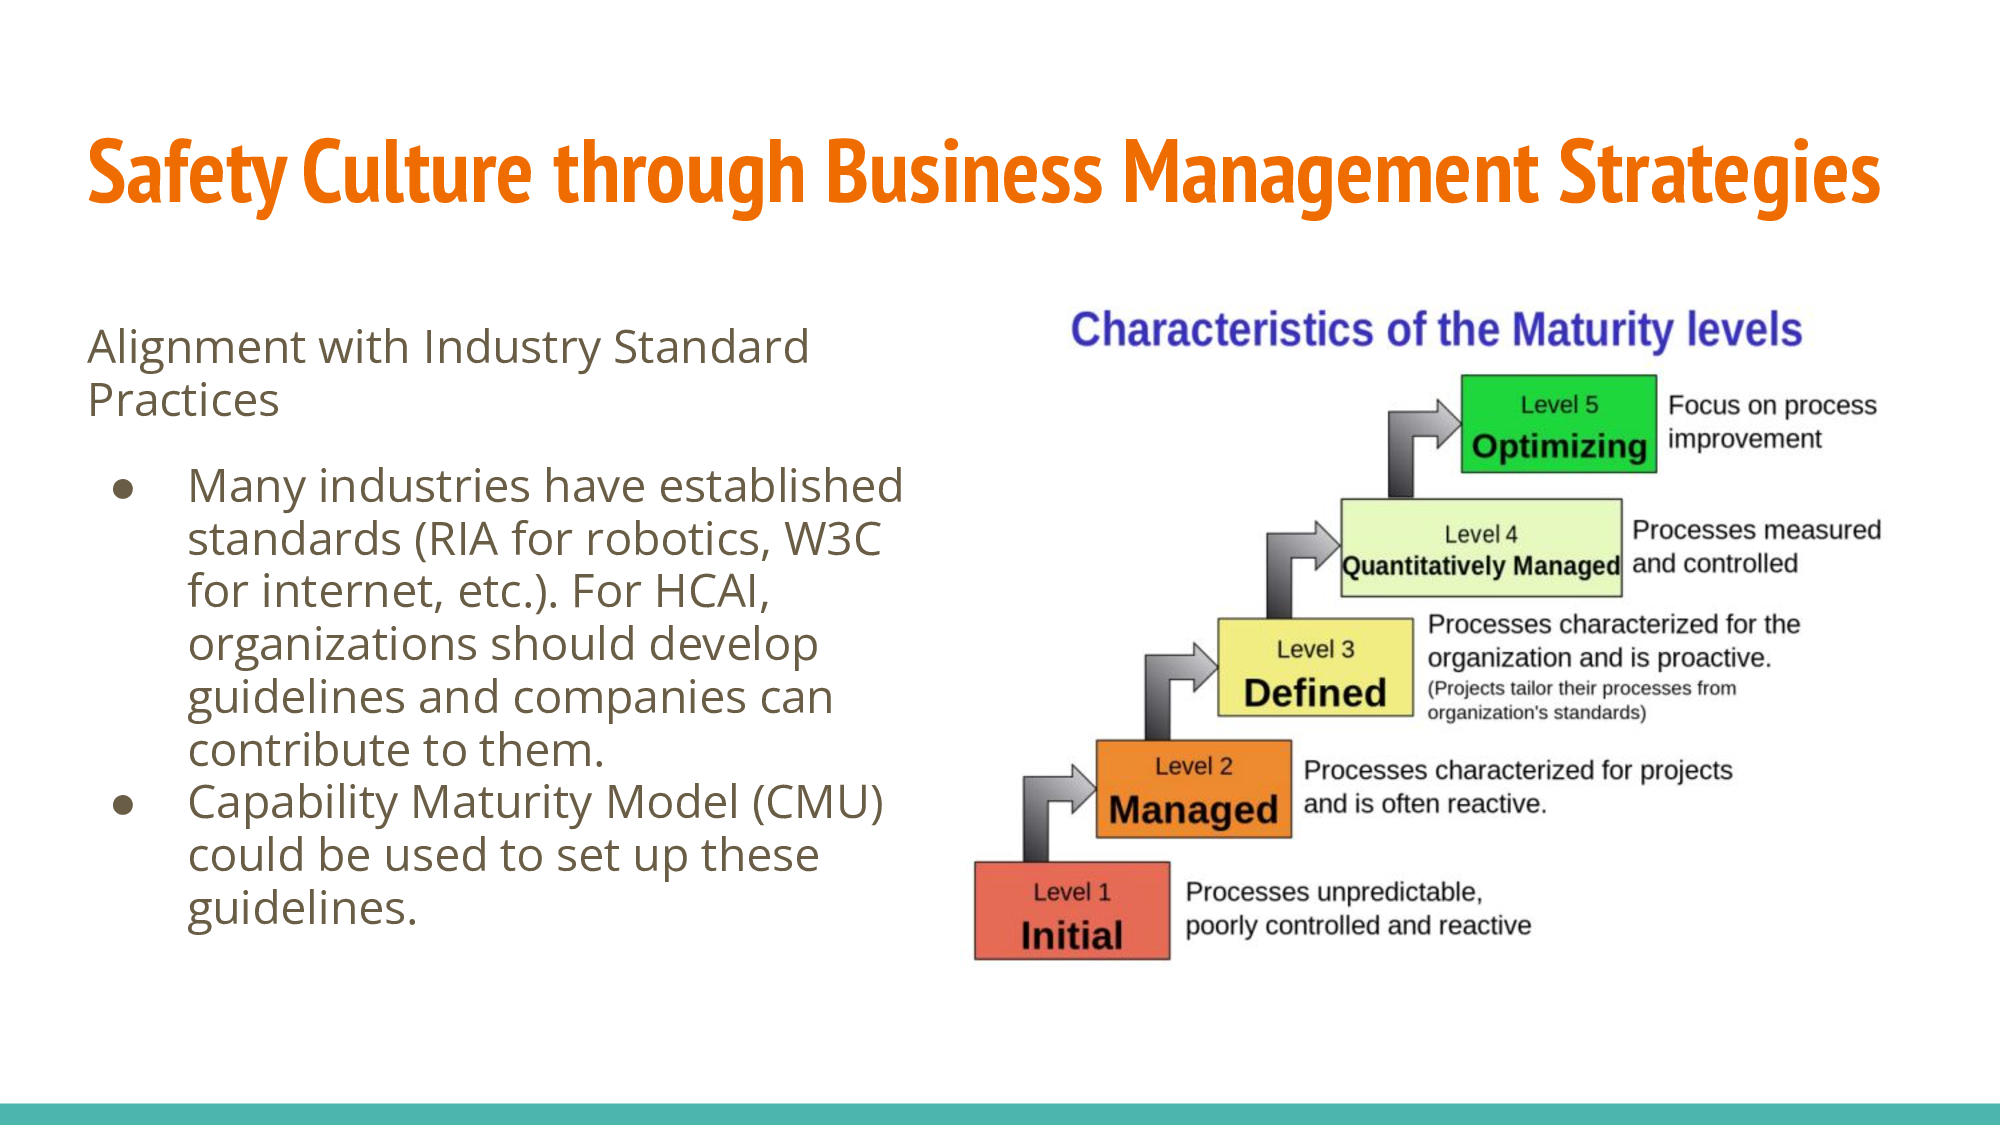 Safety Culture through Business Management Strategies
Alignment with Industry Standard
Practices
● Many industries have established
standards (RIA for robotics, W3C
for internet, etc.). For HCAI,
organizations should develop
guidelines and companies can
contribute to them.
● Capability Maturity Model (CMU)
could be used to set up these
guidelines.
Characteristics of the Maturity levels
Level 5
Optimizing
Focus on process
improvement
Level 4
Quantitatively Managed
Processes measured
and controlled
Level 3
Defined
Processes characterized for the
organization and is proactive.
(Projects tailor their processes from
organization's standards)
Level 2
Managed
Processes characterized for projects
and is often reactive.
Level 1
Initial
Processes unpredictable,
poorly controlled and reactive